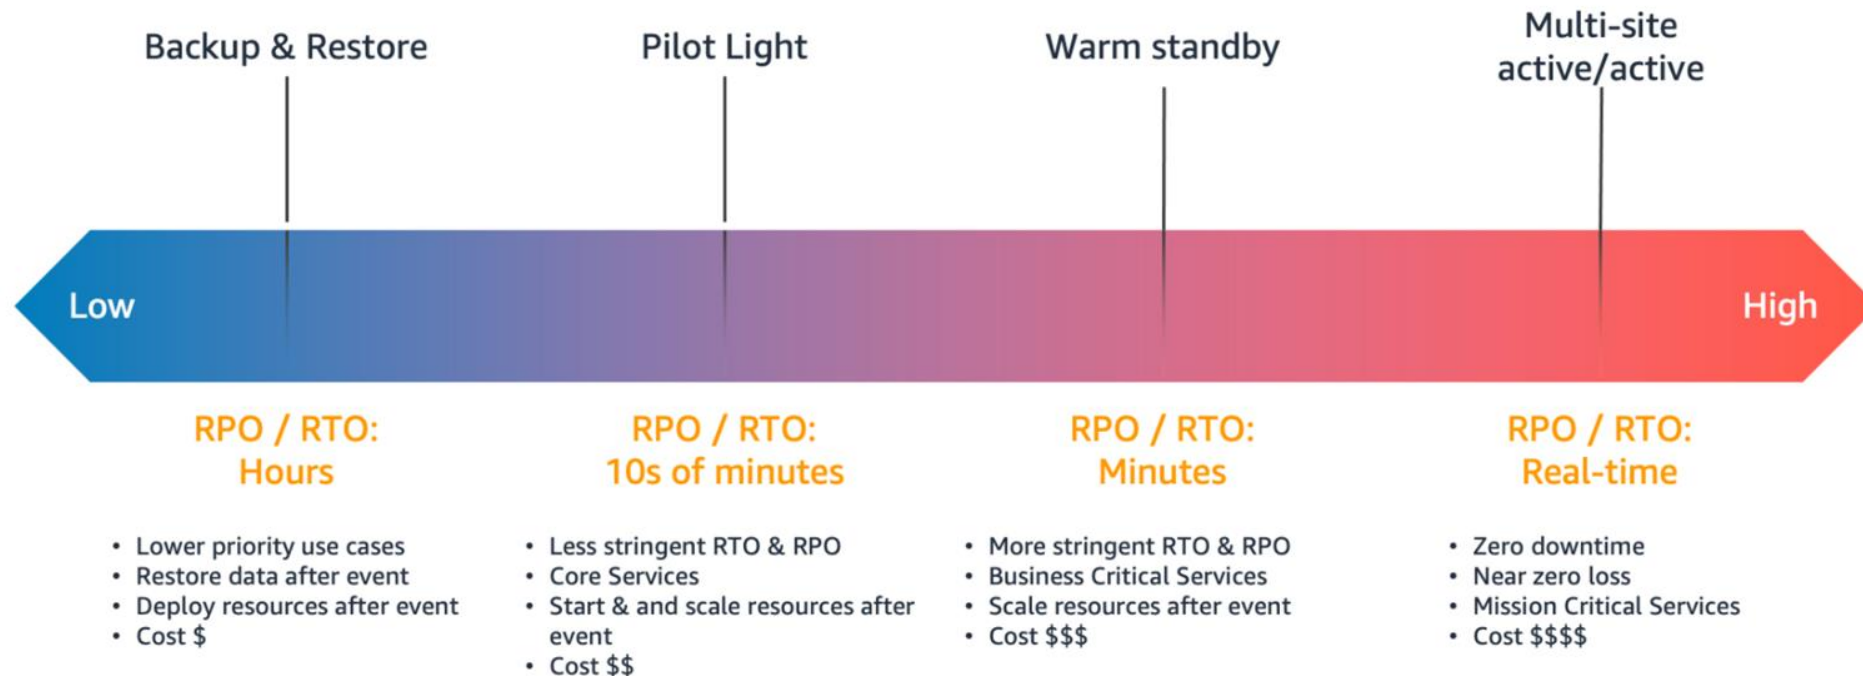 Backup & Restore
Pilot Light
Warm standby
Multi-site
active/active
Low
High
RPO / RTO:
Hours
RPO / RTO:
10s of minutes
RPO / RTO:
Minutes
RPO / RTO:
Real-time
• Lower priority use cases
• Restore data after event
• Deploy resources after event
• Cost $
• Less stringent RTO & RPO
• Core Services
• Start & and scale resources after
event
• Cost $$
• More stringent RTO & RPO
• Business Critical Services
• Scale resources after event
• Cost $$$
• Zero downtime
• Near zero loss
• Mission Critical Services
• Cost $$$$